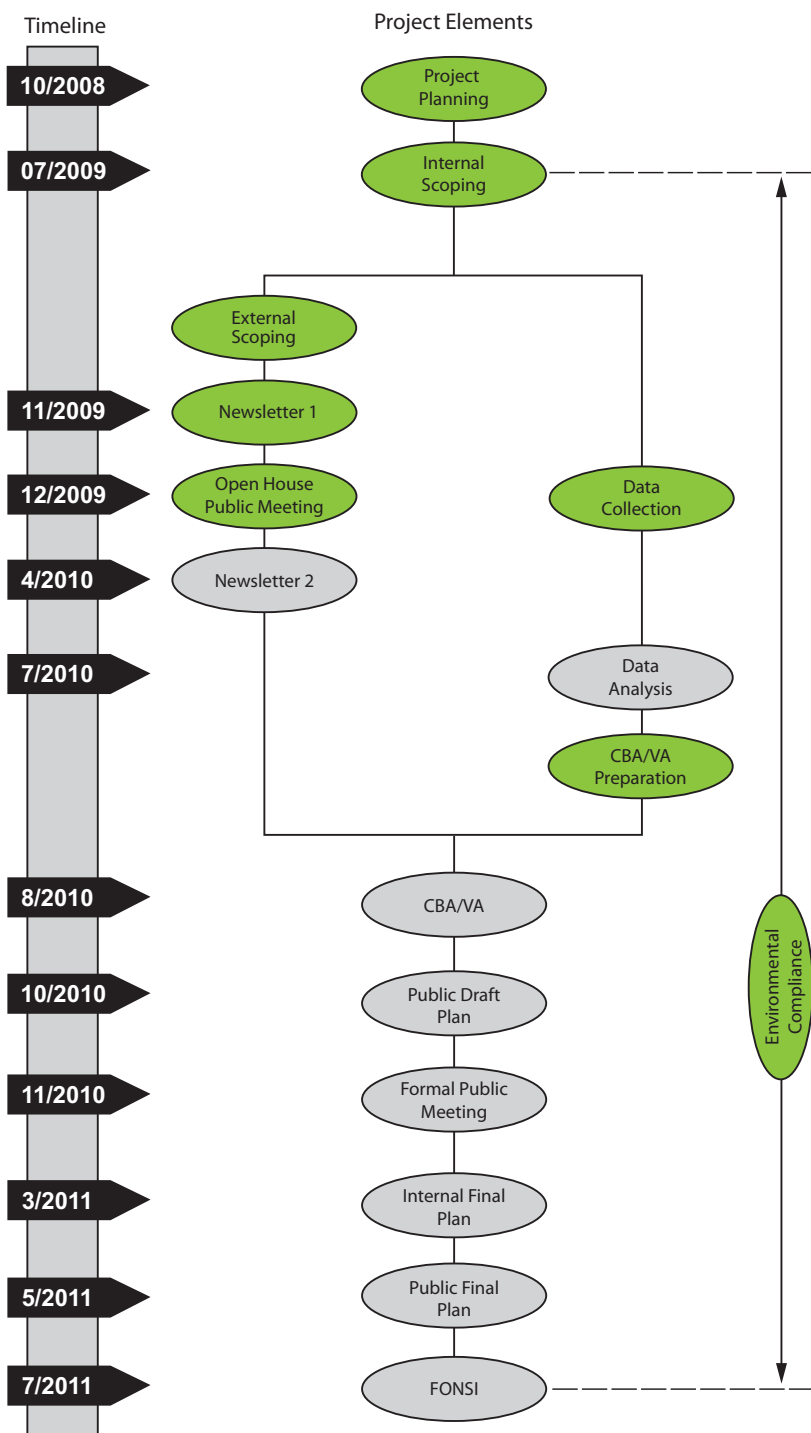 Timeline
Project Elements
10/2008
Project
Planning
07/2009
Internal
Scoping
External
Scoping
11/2009
Newsletter 1
12/2009
Open House
Public Meeting
Data
Collection
4/2010
Newsletter 2
7/2010
Data
Analysis
CBA/VA
Preparation
8/2010
CBA/VA
Environmental
Compliance
10/2010
Public Draft
Plan
11/2010
Formal Public
Meeting
3/2011
Internal Final
Plan
5/2011
Public Final
Plan
7/2011
FONSI